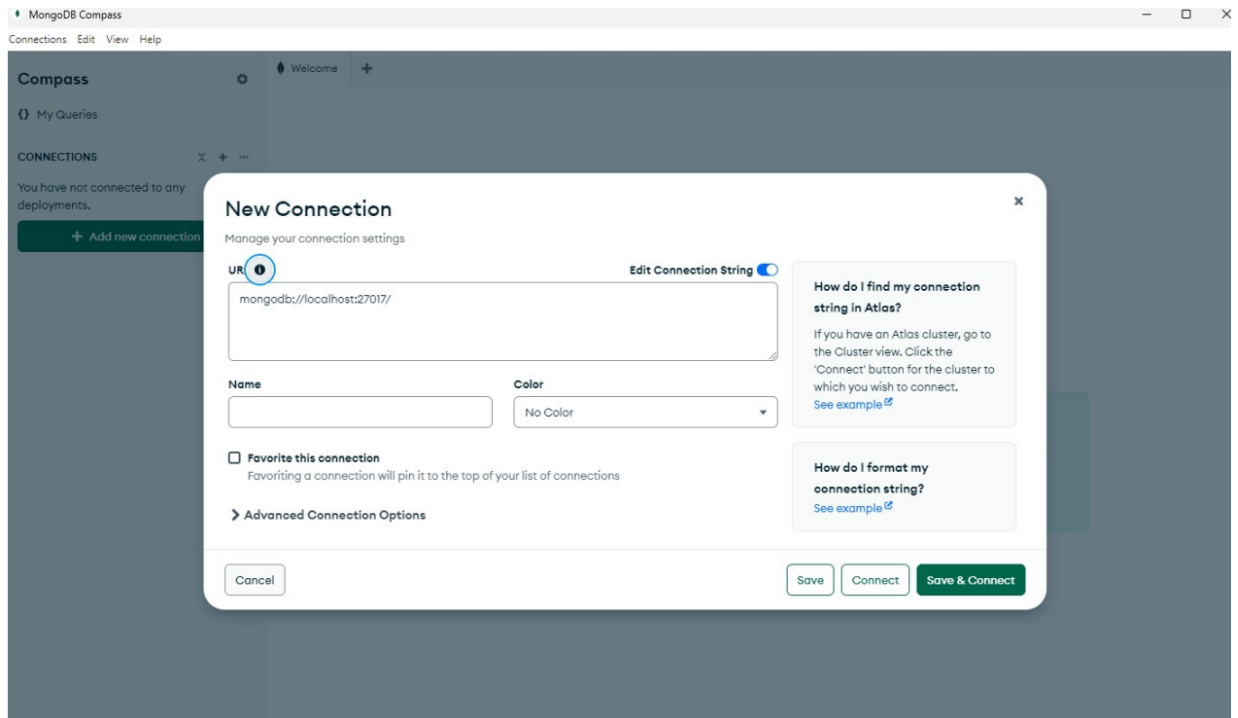 MongoDB Compass
Connections Edit View Help
Compass
Welcome
My Queries
CONNECTIONS
You have not connected to any
deployments.
Add new connection
New Connection
Manage your connection settings
UR
Edit Connection String
mongodb://localhost:27017/
Name
Color
No Color
Favorite this connection
Favoriting a connection will pin it to the top of your list of connections
Advanced Connection Options
How do I find my connection
string in Atlas?
If you have an Atlas cluster, go to
the Cluster view. Click the
'Connect' button for the cluster to
which you wish to connect.
See example
How do I format my
connection string?
See example
Cancel
Save
Connect
Save & Connect